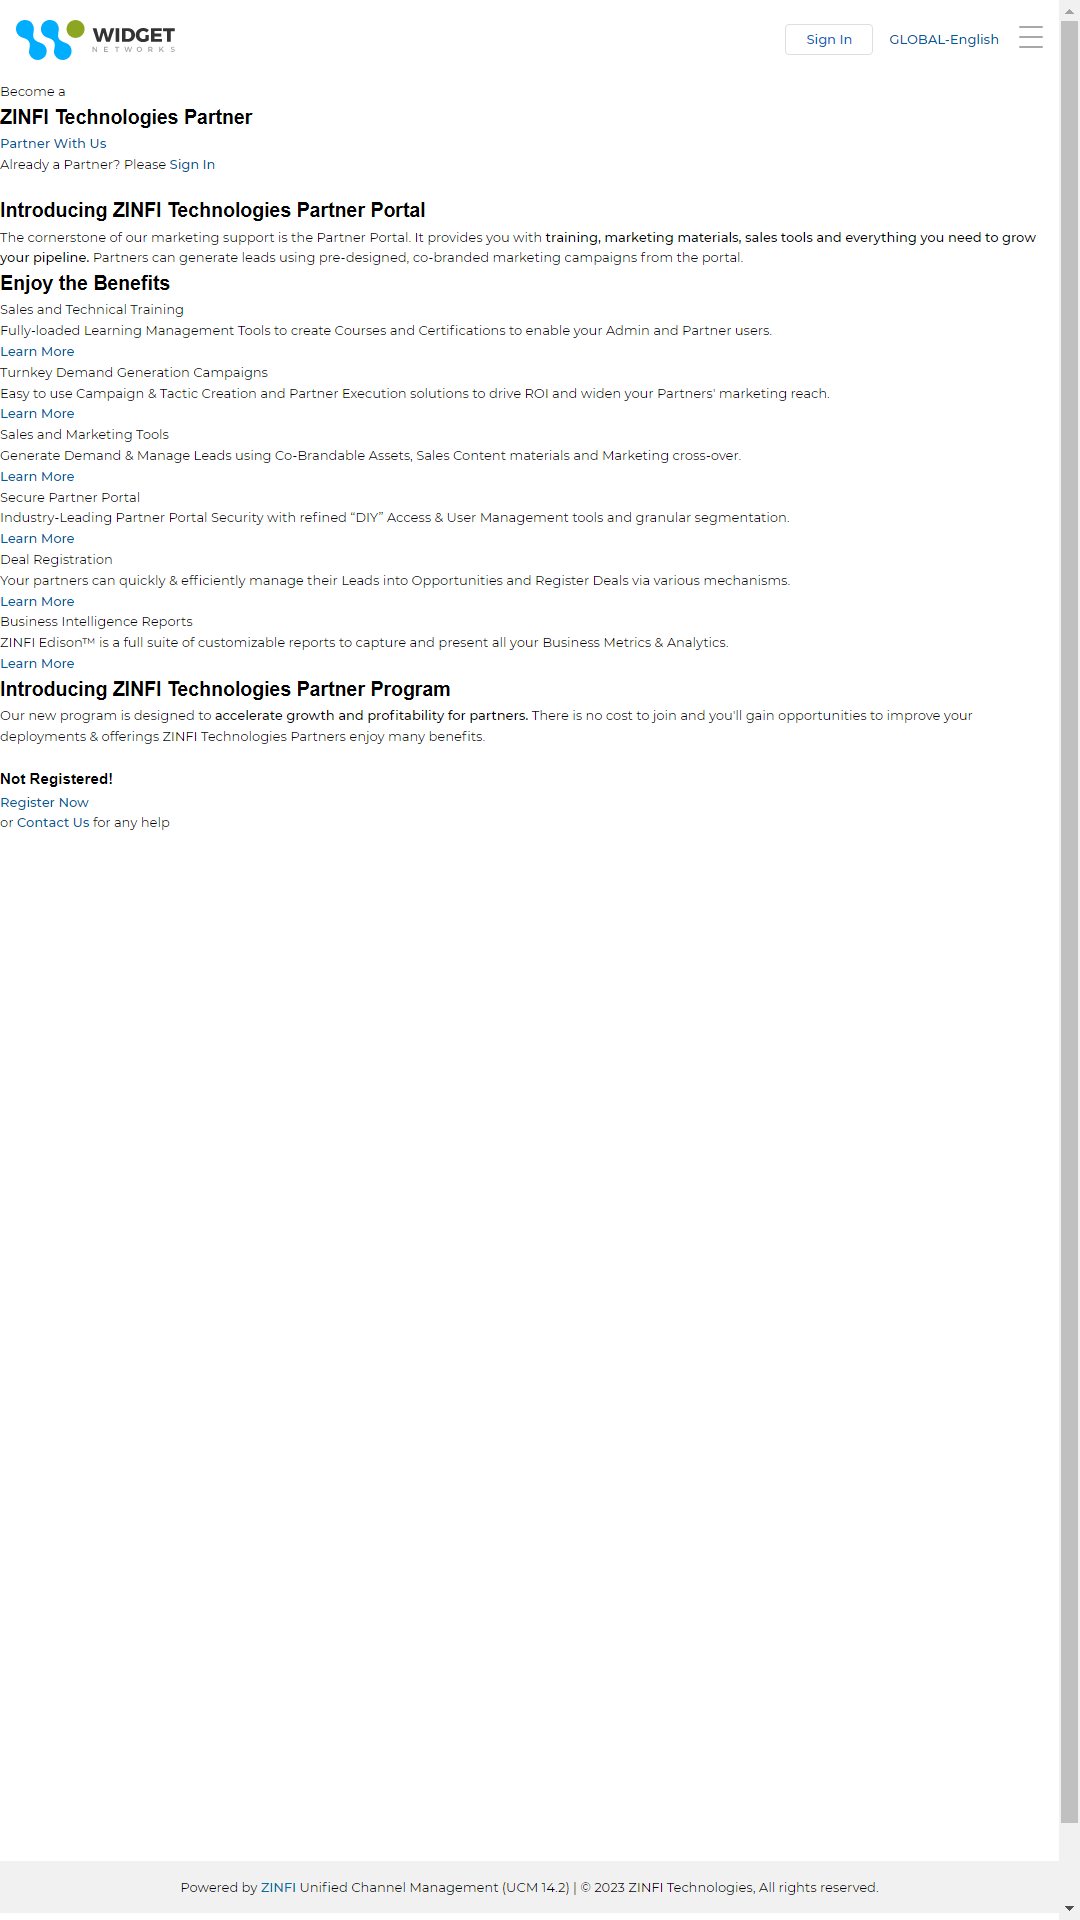 WIDGET
NETWORKS
Sign In
GLOBAL-English
Become a
ZINFI Technologies Partner
Partner With Us
Already a Partner? Please Sign In
Introducing ZINFI Technologies Partner Portal
The cornerstone of our marketing support is the Partner Portal. It provides you with training, marketing materials, sales tools and everything you need to grow
your pipeline. Partners can generate leads using pre-designed, co-branded marketing campaigns from the portal.
Enjoy the Benefits
Sales and Technical Training
Fully-loaded Learning Management Tools to create Courses and Certifications to enable your Admin and Partner users.
Learn More
Turnkey Demand Generation Campaigns
Easy to use Campaign & Tactic Creation and Partner Execution solutions to drive ROI and widen your Partners' marketing reach.
Learn More
Sales and Marketing Tools
Generate Demand & Manage Leads using Co-Brandable Assets, Sales Content materials and Marketing cross-over.
Learn More
Secure Partner Portal
Industry-Leading Partner Portal Security with refined “DIY” Access & User Management tools and granular segmentation.
Learn More
Deal Registration
Your partners can quickly & efficiently manage their Leads into Opportunities and Register Deals via various mechanisms.
Learn More
Business Intelligence Reports
ZINFI Edison™ is a full suite of customizable reports to capture and present all your Business Metrics & Analytics.
Learn More
Introducing ZINFI Technologies Partner Program
Our new program is designed to accelerate growth and profitability for partners. There is no cost to join and you'll gain opportunities to improve your
deployments & offerings ZINFI Technologies Partners enjoy many benefits.
Not Registered!
Register Now
or Contact Us for any help
Powered by ZINFI Unified Channel Management (UCM 14.2) | © 2023 ZINFI Technologies, All rights reserved.